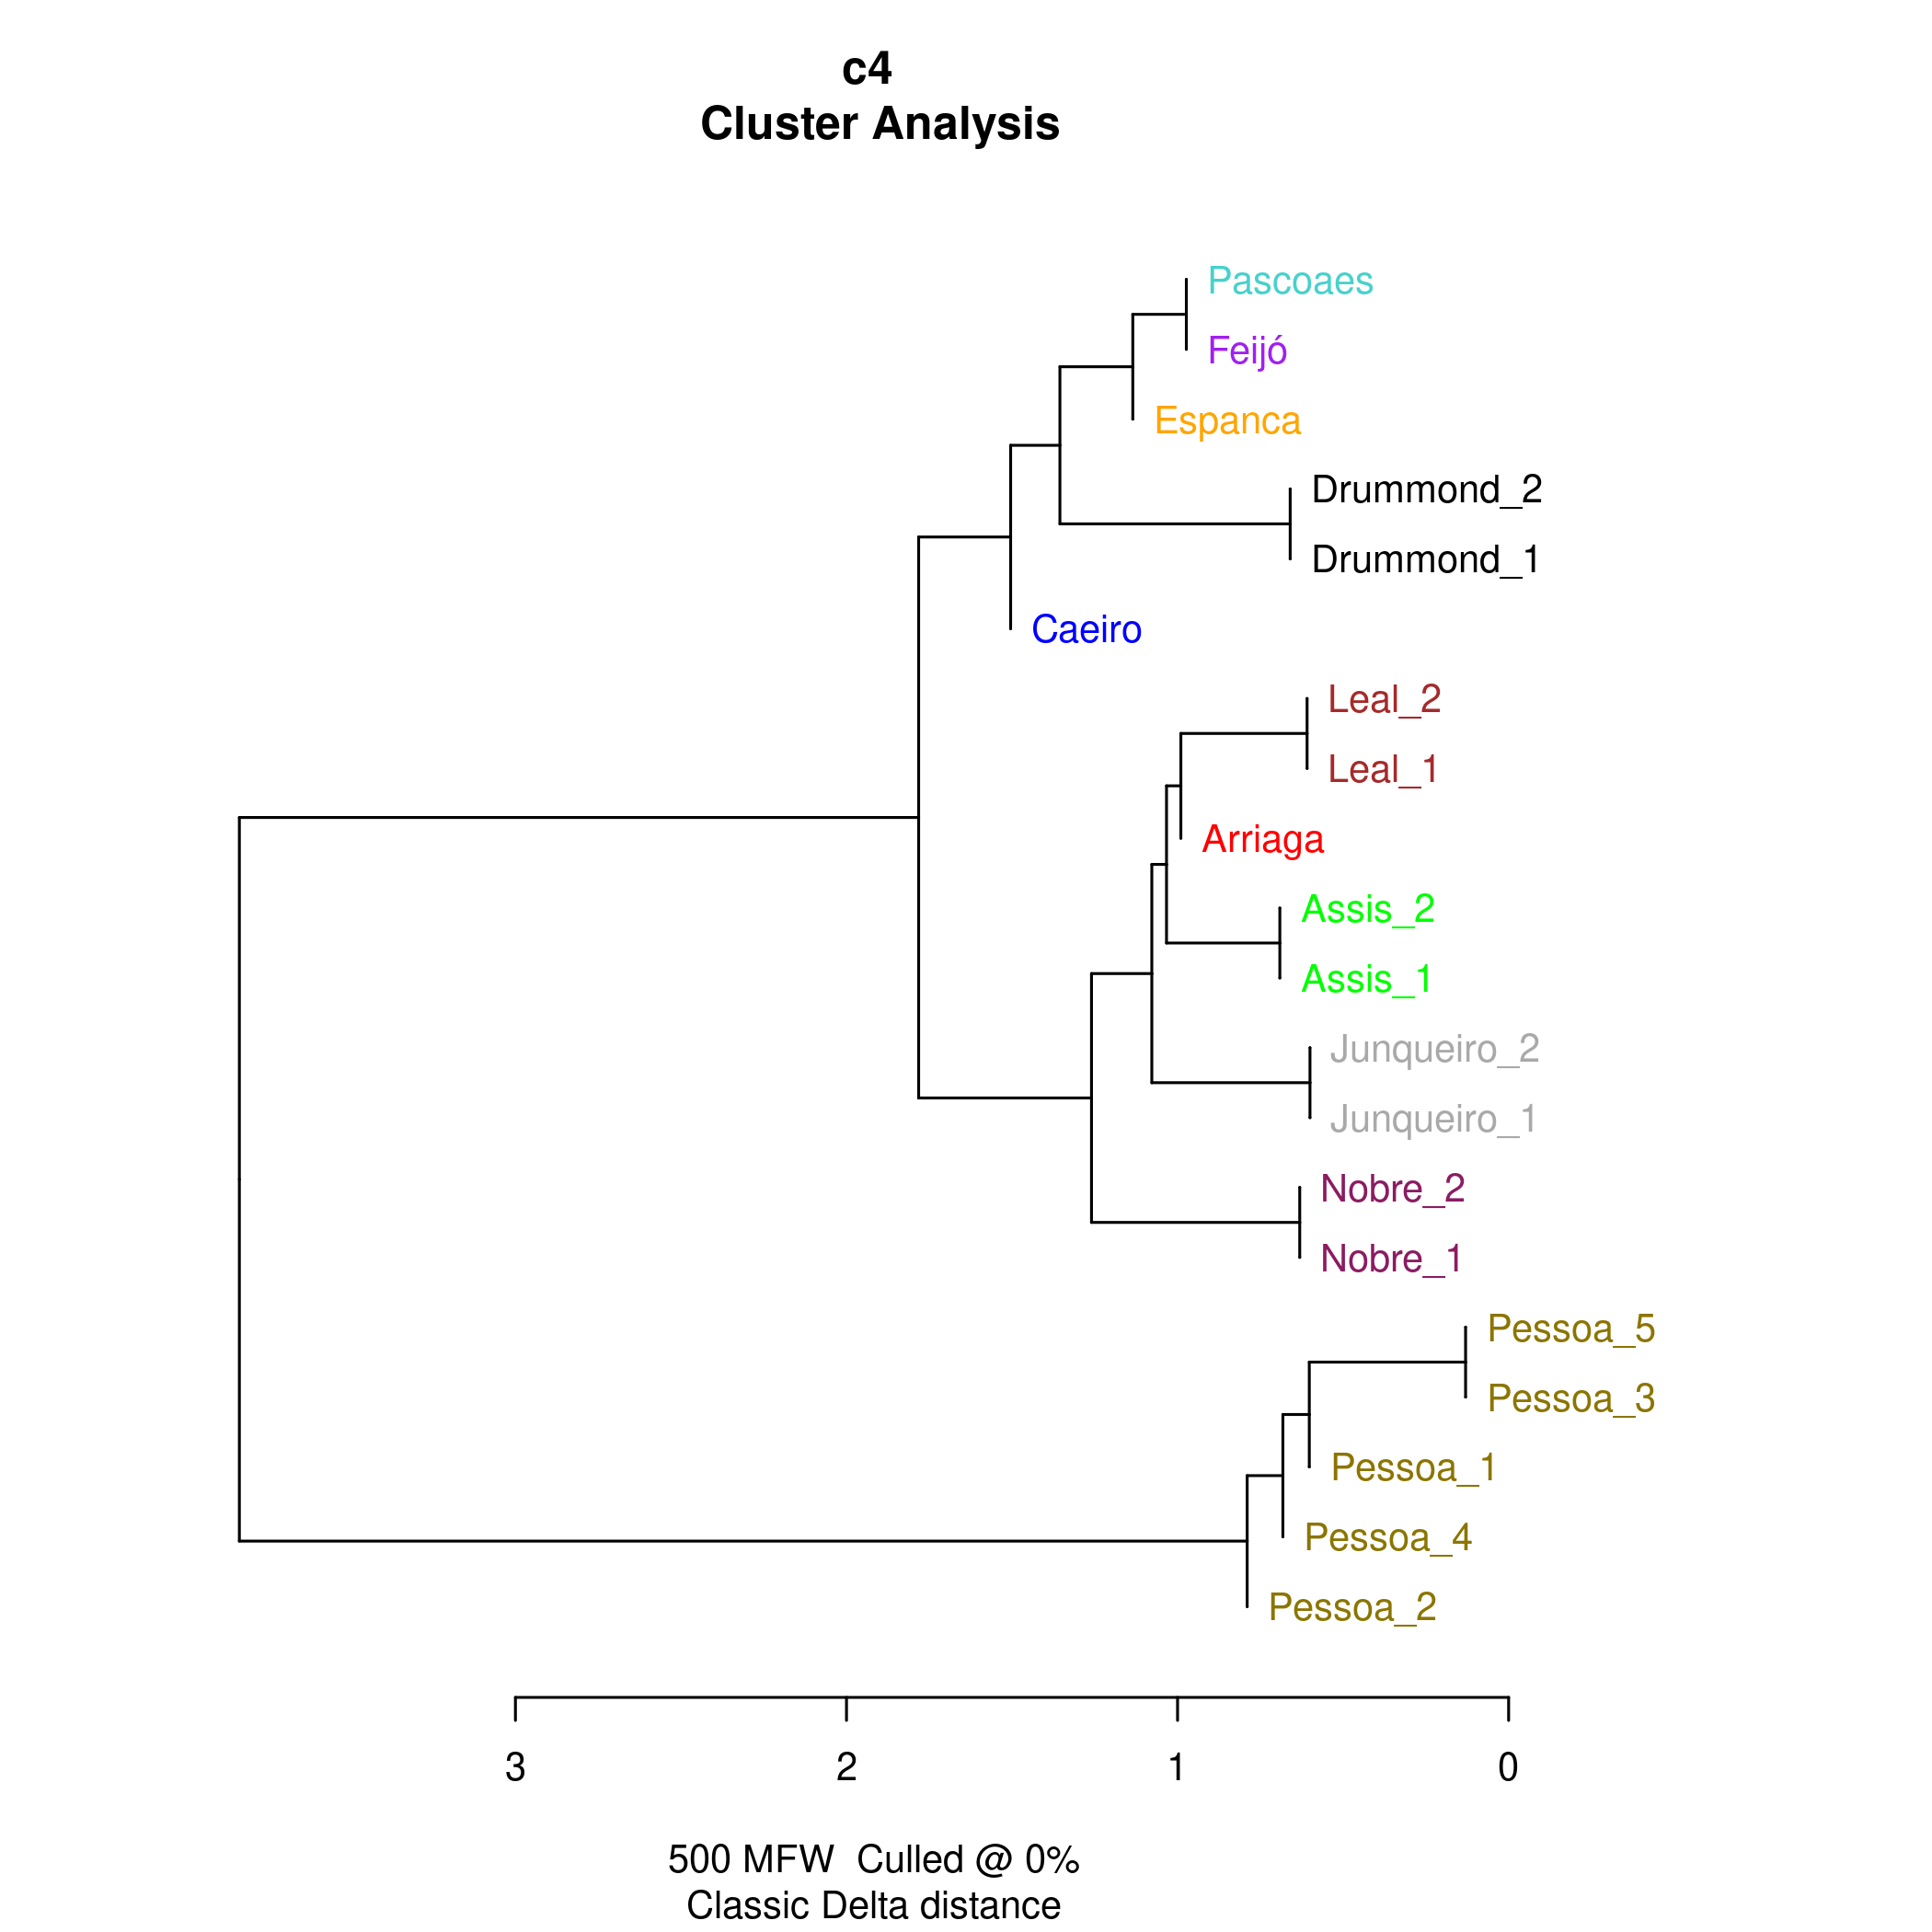 c4
Cluster Analysis
Pascoaes
Feijó
Espanca
Drummond_2
Drummond_1
Caeiro
Leal_2
Leal_1
Arriaga
Assis_2
Assis_1
Junqueiro_2
Junqueiro_1
Nobre_2
Nobre_1
Pessoa_5
Pessoa_3
Pessoa_1
Pessoa_4
Pessoa_2
3 2 1 0
500 MFW  Culled @ 0%
Classic Delta distance